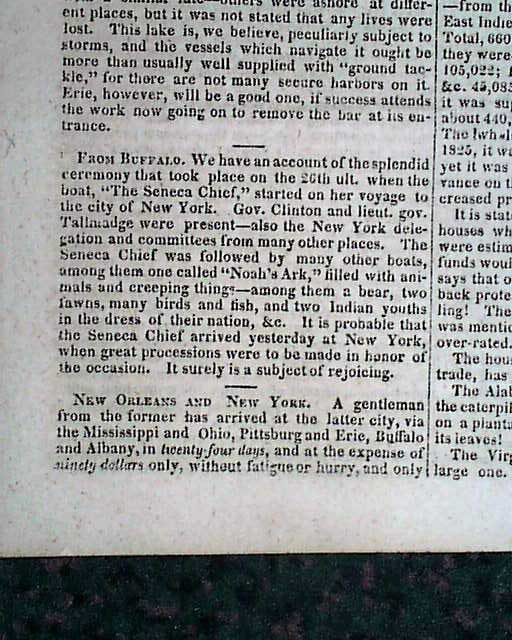 others were ashore at differ-
ent places, but it was not stated that any lives were
lost. This lake is, we believe, peculiarly subject to
storms, and the vessels which navigate it ought be
more than usually well supplied with "ground tac-
kle," for there are not many secure harbors on it.
Erie, however, will be a good one, if success attends
the work now going on to remove the bar at its en-
trance.
FROM BUFFALO. We have an account of the splendid
ceremony that took place on the 26th ult. when the
boat, "The Seneca Chief," started on her voyage to
the city of New York. Gov. Clinton and lieut. gov.
Tallmadge were present—also the New York dele-
gation and committees from many other places. The
Seneca Chief was followed by many other boats,
among them one called "Noah's Ark," filled with ani-
mals and creeping things—among them a bear, two
fawns, many birds and fish, and two Indian youths
in the dress of their nation, &c. It is probable that
the Seneca Chief arrived yesterday at New York,
when great processions were to be made in honor of
the occasion. It surely is a subject of rejoicing.
NEW ORLEANS AND NEW YORK. A gentleman
from the former has arrived at the latter city, via
the Mississippi and Ohio, Pittsburg and Erie, Buffalo
and Albany, in twenty-four days, and at the expense of
ninety dollars only, without fatigue or hurry, and only
—from th
East Indie
Total, 660
they were
105,022; f
&c. 45,085
it was su
about 440,
The
1825, it wa
yet it was
vance on t
creased pr
It is stat
houses wh
were estim
funds woul
says that o
back prote
ling! The
was mentio
over-rated.
The hou
trade, has
The Alab
the caterpil
on a planta
its leaves!
The Virg
large one.